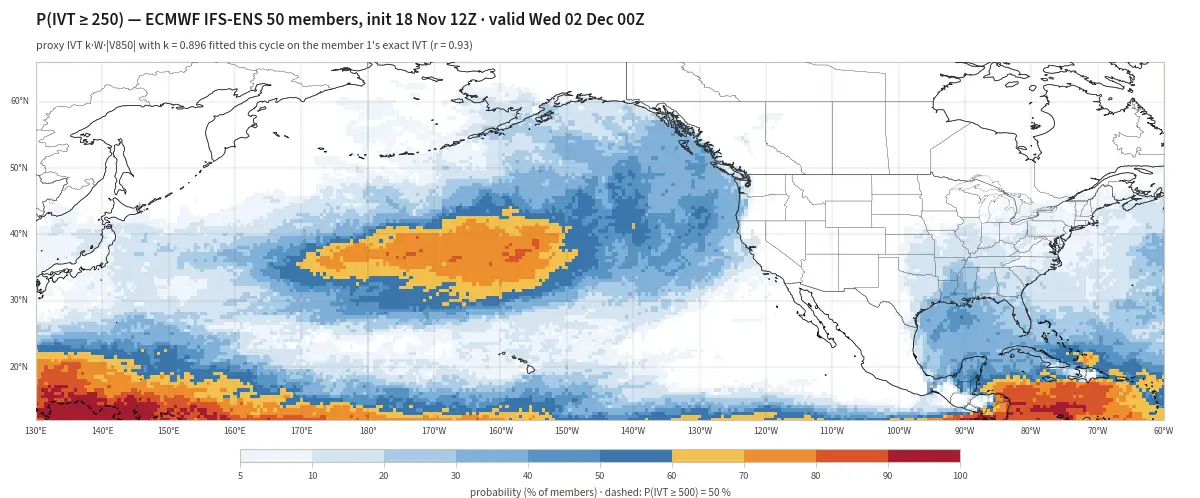 P(IVT ≥ 250) — ECMWF IFS-ENS 50 members, init 18 Nov 12Z · valid Wed 02 Dec 00Z
proxy IVT k·W·|V850| with k = 0.896 fitted this cycle on the member 1's exact IVT (r = 0.93)
60°N
50°N
40°N
30°N
20°N
130°E 140°E 150°E 160°E 170°E 180° 170°W 160°W 150°W 140°W 130°W 120°W 110°W 100°W 90°W 80°W 70°W 60°W
5 10 20 30 40 50 60 70 80 90 100
probability (% of members) · dashed: P(IVT ≥ 500) = 50 %